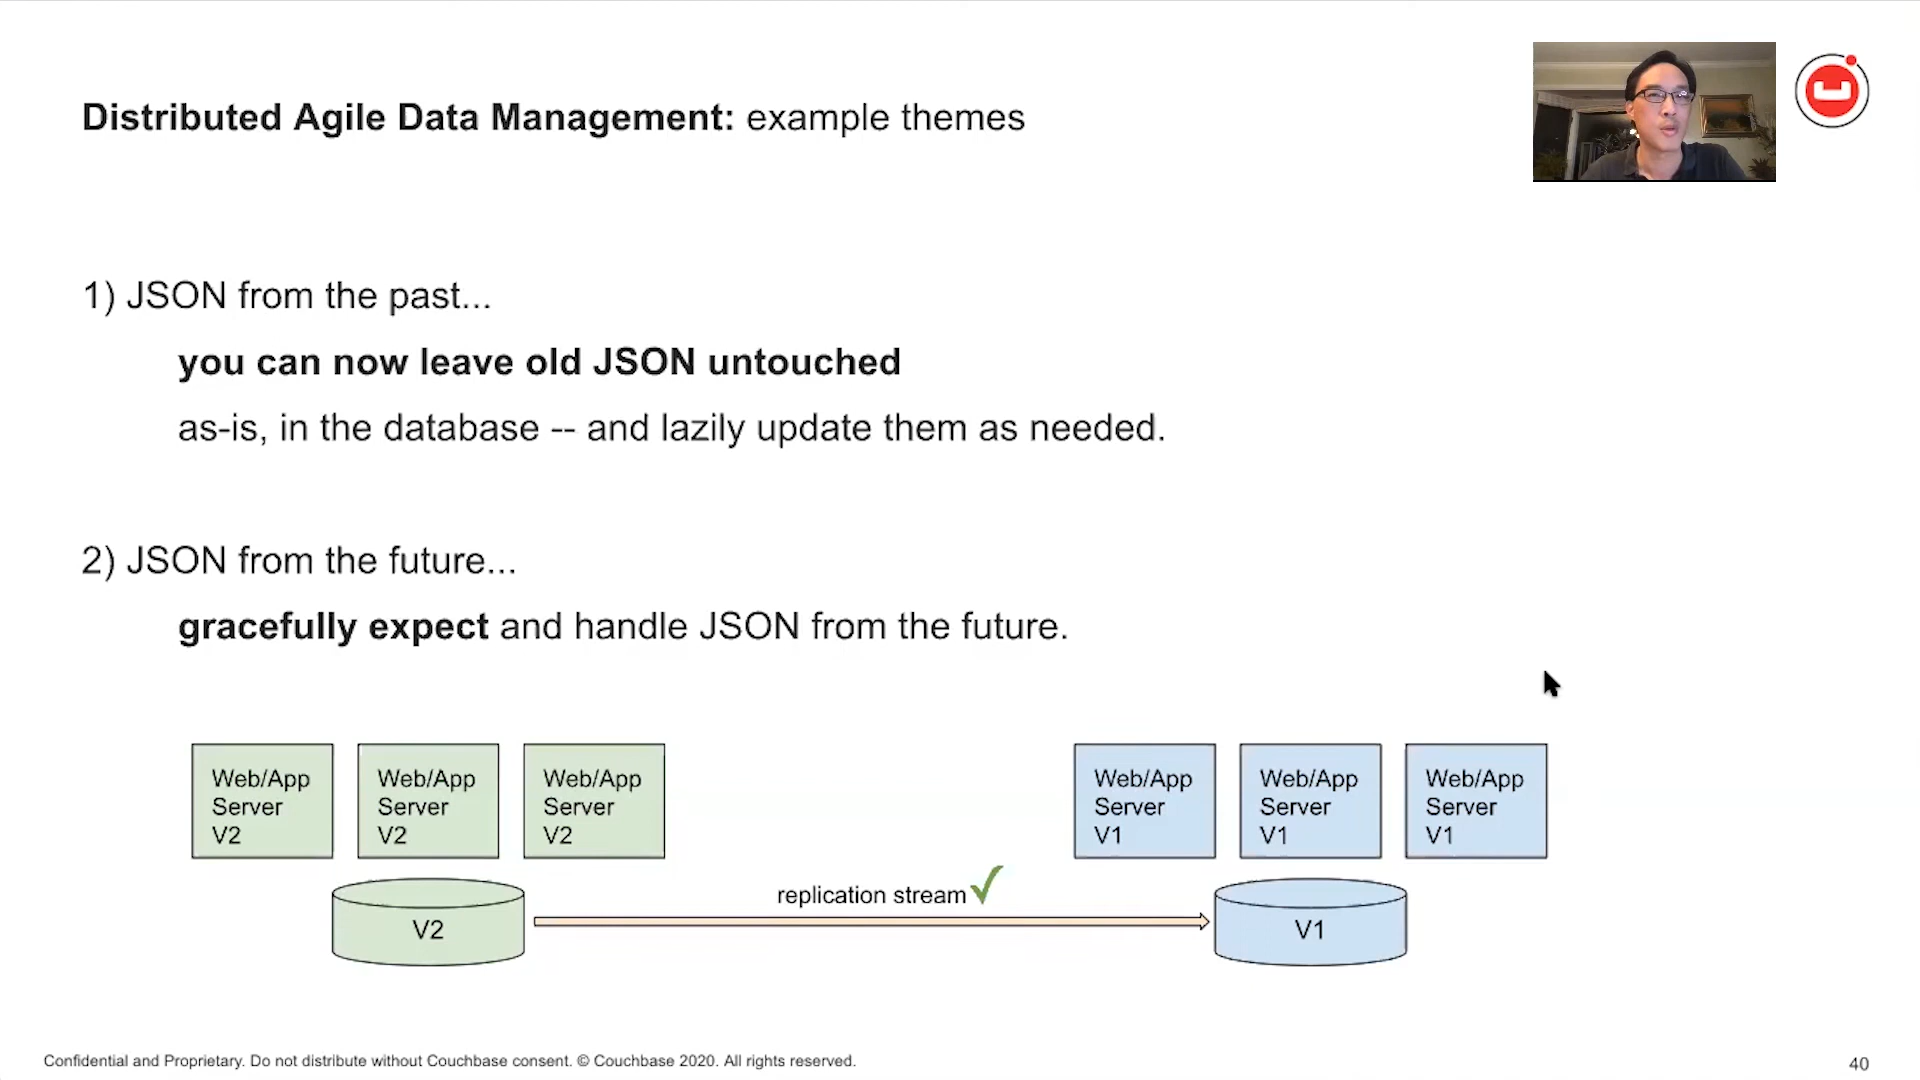 Distributed Agile Data Management: example themes
1) JSON from the past...
you can now leave old JSON untouched
as-is, in the database -- and lazily update them as needed.
2) JSON from the future...
gracefully expect and handle JSON from the future.
Web/App
Server
V2
Web/App
Server
V2
Web/App
Server
V2
Web/App
Server
V1
Web/App
Server
V1
Web/App
Server
V1
replication stream
V2
V1
Confidential and Proprietary. Do not distribute without Couchbase consent. © Couchbase 2020. All rights reserved.
40